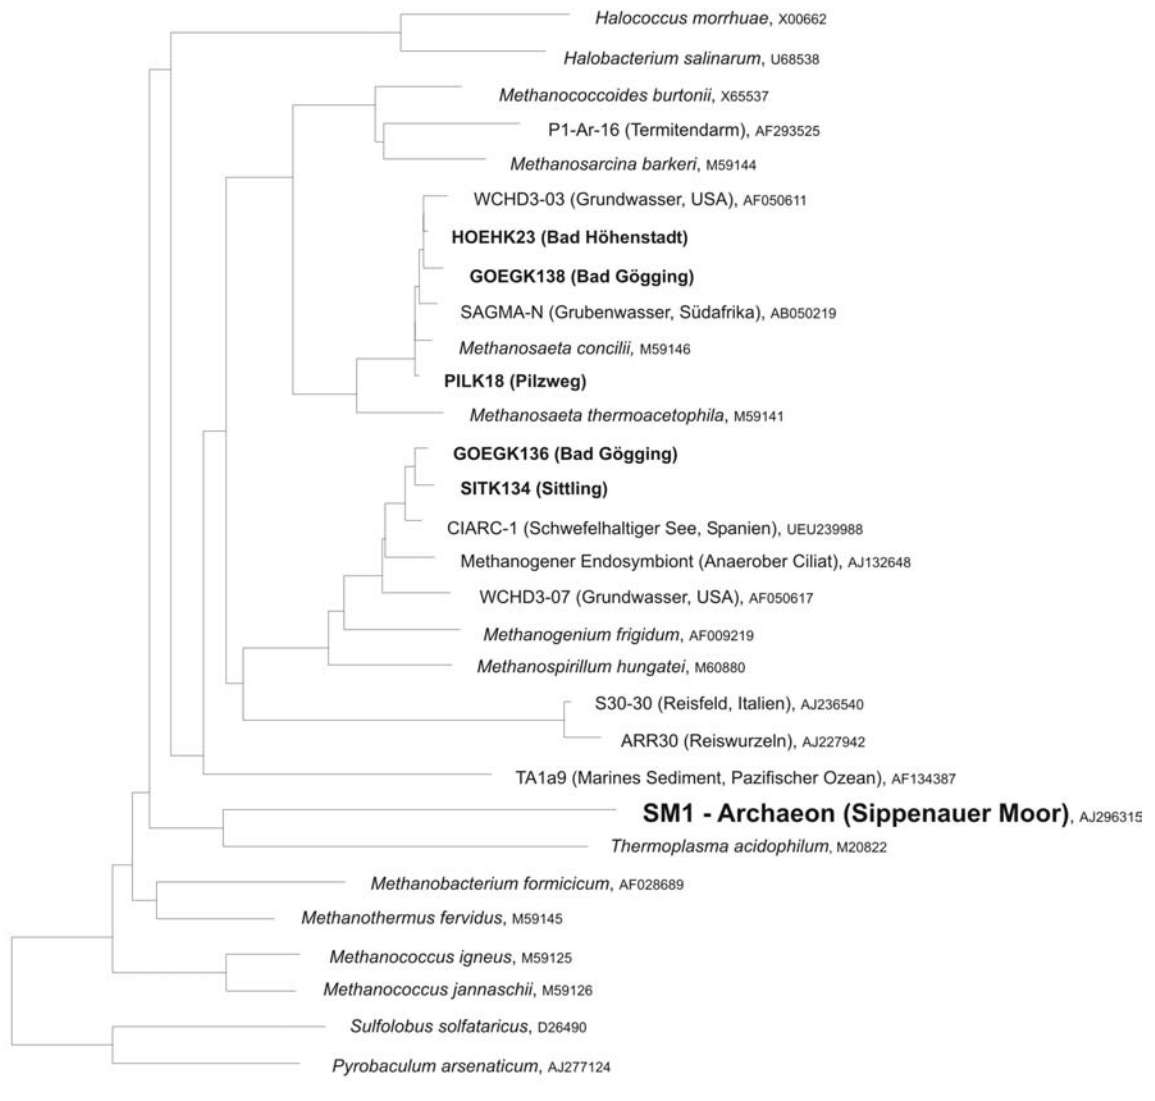 Halococcus morrhuae, X00662
Halobacterium salinarum, U68538
Methanococcoides burtonii, X65537
P1-Ar-16 (Termitendarm), AF293525
Methanosarcina barkeri, M59144
WCHD3-03 (Grundwasser, USA), AF050611
HOEHK23 (Bad Höhenstadt)
GOEGK138 (Bad Gögging)
SAGMA-N (Grubenwasser, Südafrika), AB050219
Methanosaeta concilii, M59146
PILK18 (Pilzweg)
Methanosaeta thermoacetophila, M59141
GOEGK136 (Bad Gögging)
SITK134 (Sittling)
CIARC-1 (Schwefelhaltiger See, Spanien), UEU239988
Methanogener Endosymbiont (Anaerober Ciliat), AJ132648
WCHD3-07 (Grundwasser, USA), AF050617
Methanogenium frigidum, AF009219
Methanospirillum hungatei, M60880
S30-30 (Reisfeld, Italien), AJ236540
ARR30 (Reiswurzeln), AJ227942
TA1a9 (Marines Sediment, Pazifischer Ozean), AF134387
SM1 - Archaeon (Sippenauer Moor), AJ296315
Thermoplasma acidophilum, M20822
Methanobacterium formicicum, AF028689
Methanothermus fervidus, M59145
Methanococcus igneus, M59125
Methanococcus jannaschii, M59126
Sulfolobus solfataricus, D26490
Pyrobaculum arsenaticum, AJ277124